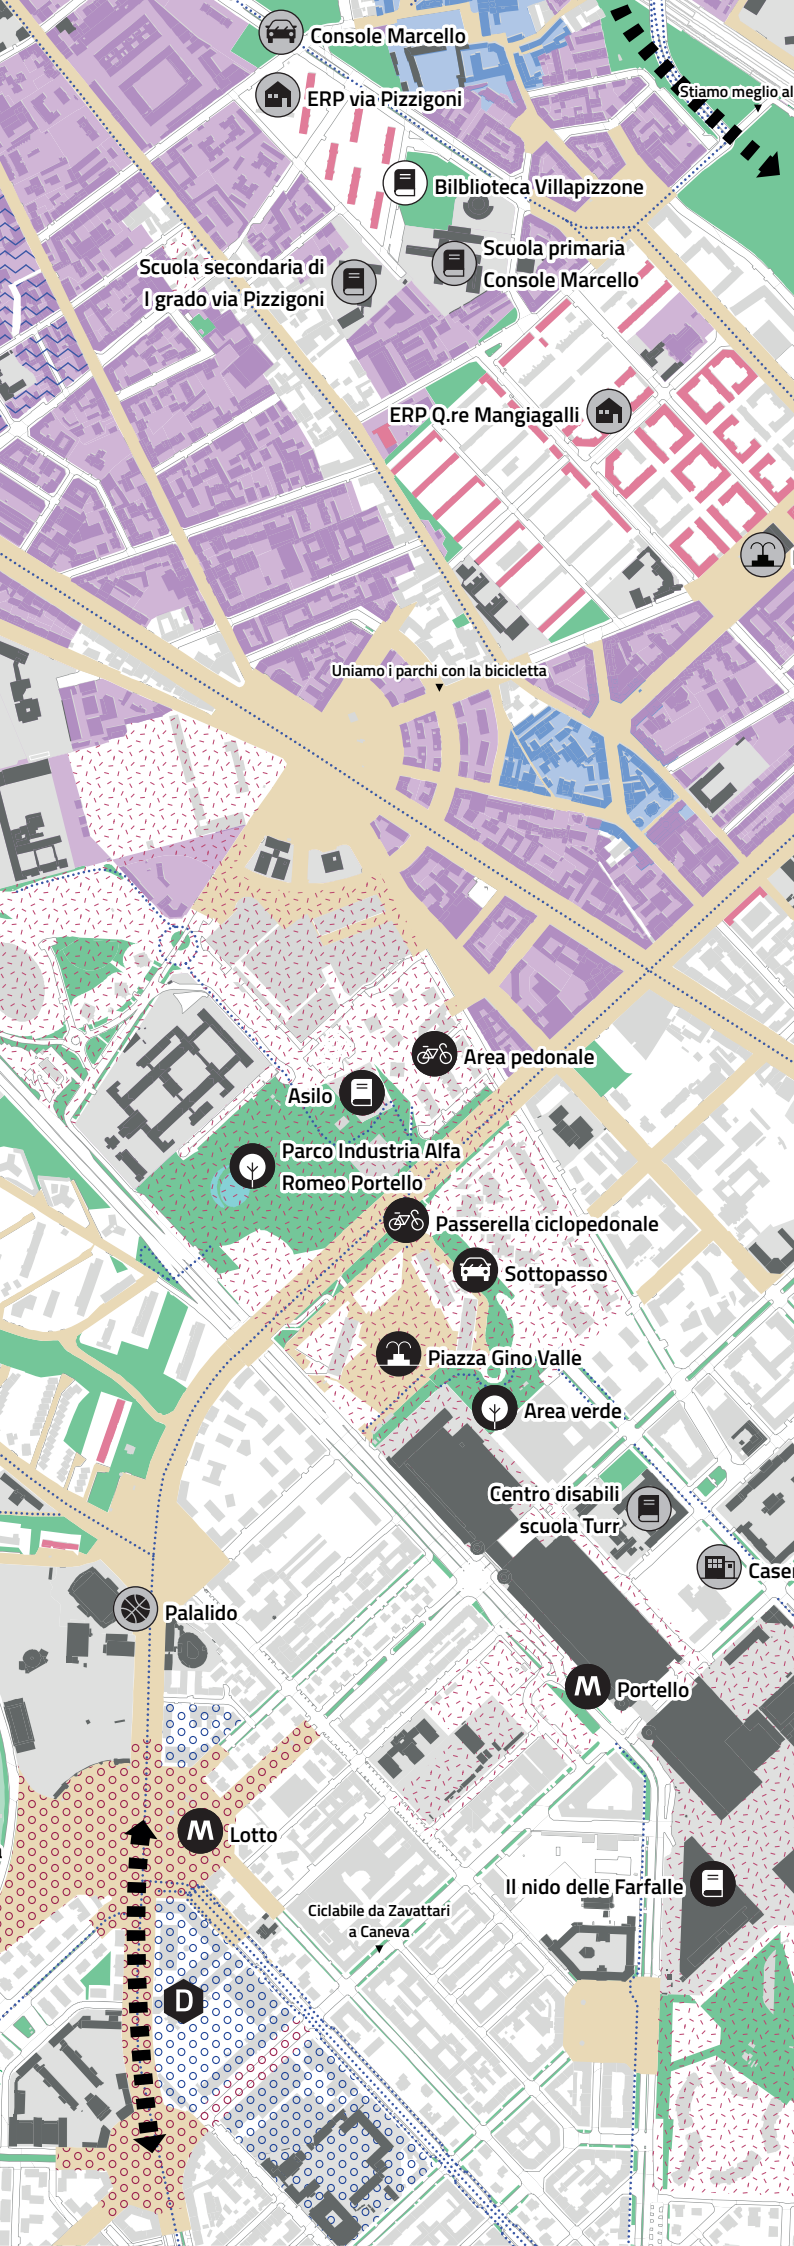 Console Marcello
Stiamo meglio al
ERP via Pizzigoni
Bilblioteca Villapizzone
Scuola primaria
Console Marcello
Scuola secondaria di
I grado via Pizzigoni
ERP Q.re Mangiagalli
Uniamo i parchi con la bicicletta
Area pedonale
Asilo
Parco Industria Alfa
Romeo Portello
Passerella ciclopedonale
Sottopasso
Piazza Gino Valle
Area verde
Centro disabili
scuola Turr
Caser
Palalido
M Portello
M Lotto
Il nido delle Farfalle
Ciclabile da Zavattari
a Caneva
D